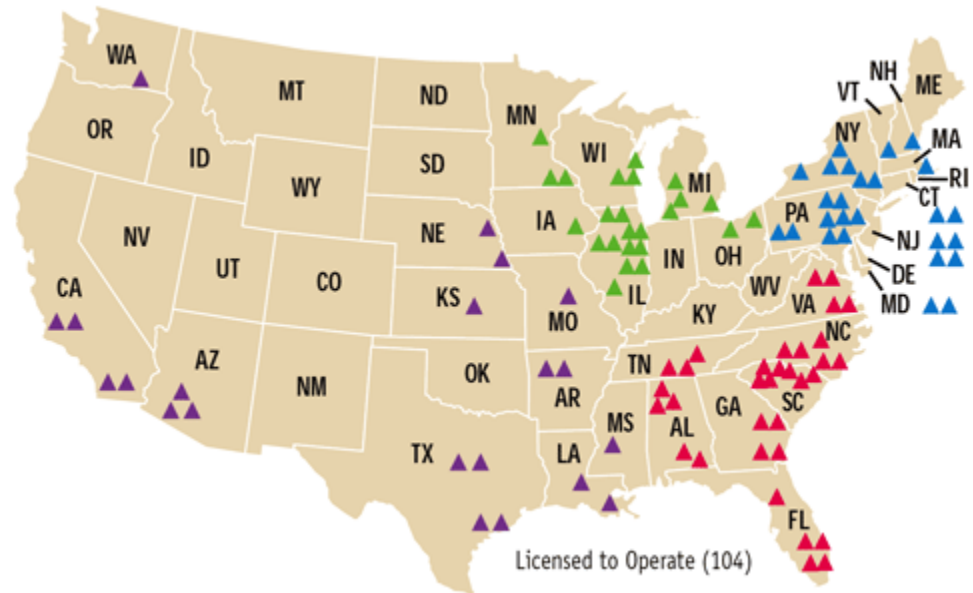 WA
MT
ND
MN
OR
ID
SD
WI
MI
NY
VT
NH
ME
MA
RI
CT
WY
NE
IA
PA
NJ
NV
UT
CO
KS
MO
IL
IN
OH
WV
VA
DE
MD
CA
KY
AZ
NM
OK
AR
TN
NC
SC
TX
LA
MS
AL
GA
FL
Licensed to Operate (104)